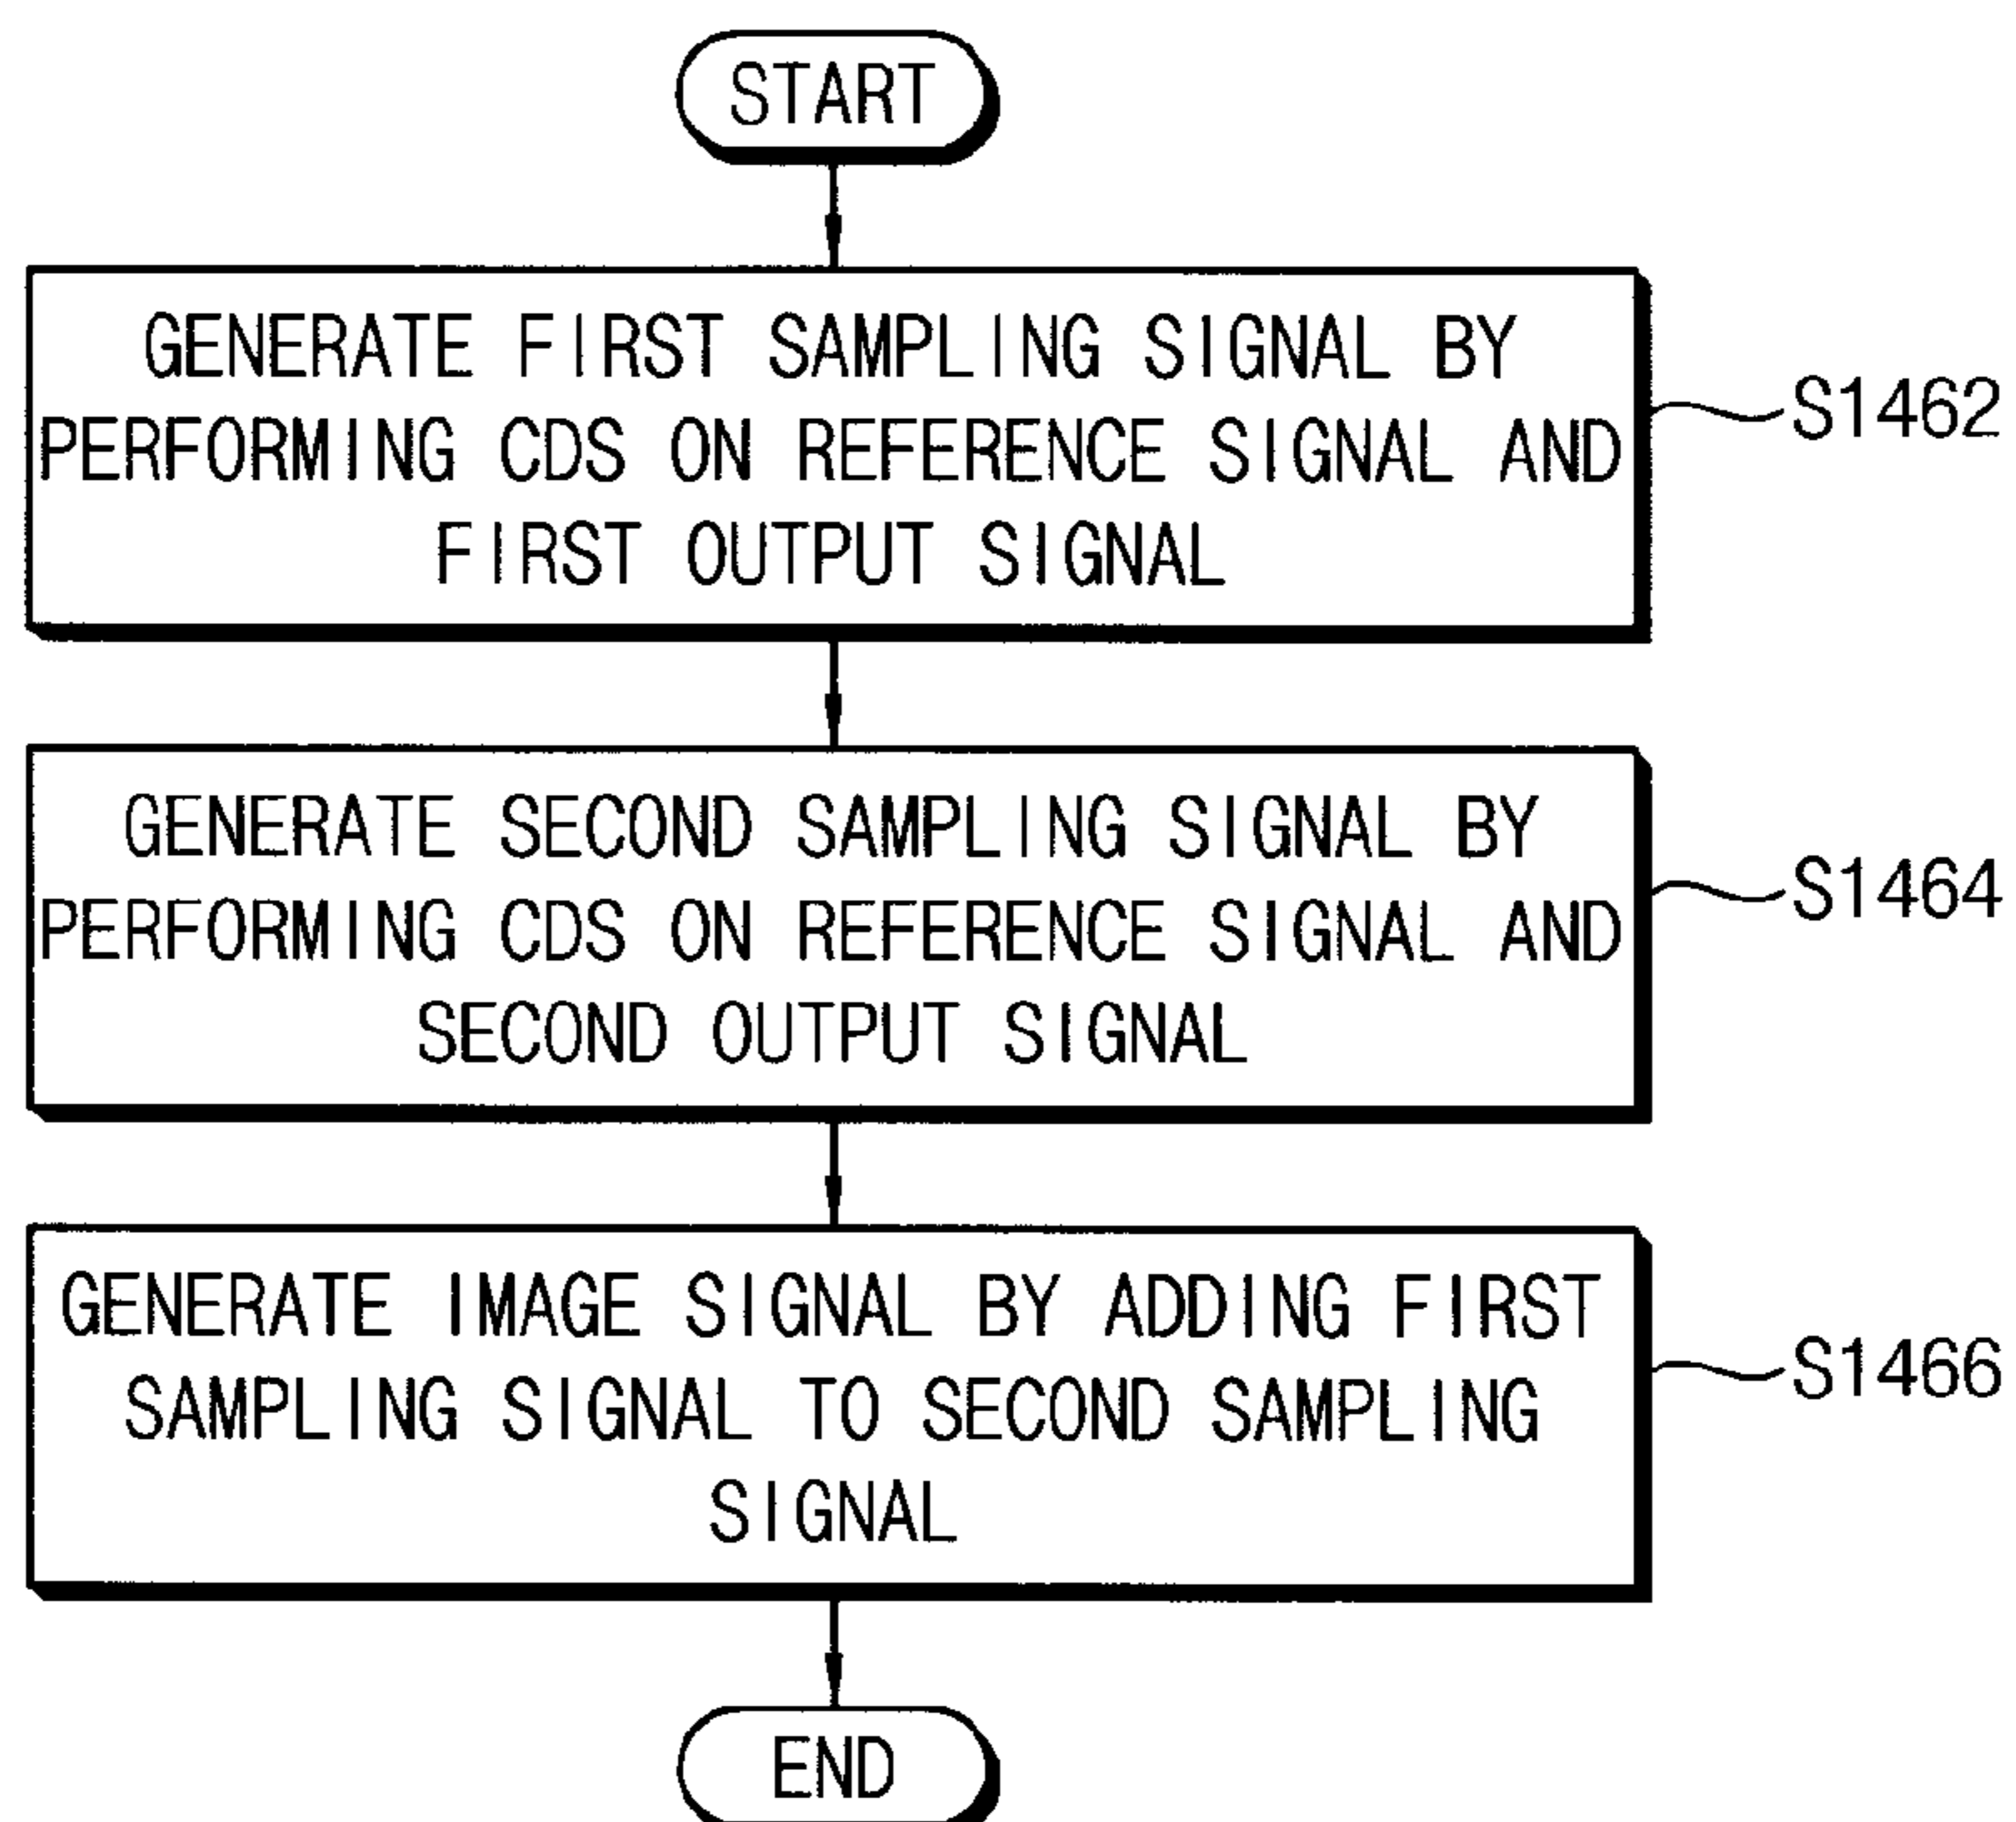 START
GENERATE FIRST SAMPLING SIGNAL BY
PERFORMING CDS ON REFERENCE SIGNAL AND
FIRST OUTPUT SIGNAL
S1462
GENERATE SECOND SAMPLING SIGNAL BY
PERFORMING CDS ON REFERENCE SIGNAL AND
SECOND OUTPUT SIGNAL
S1464
GENERATE IMAGE SIGNAL BY ADDING FIRST
SAMPLING SIGNAL TO SECOND SAMPLING
SIGNAL
S1466
END